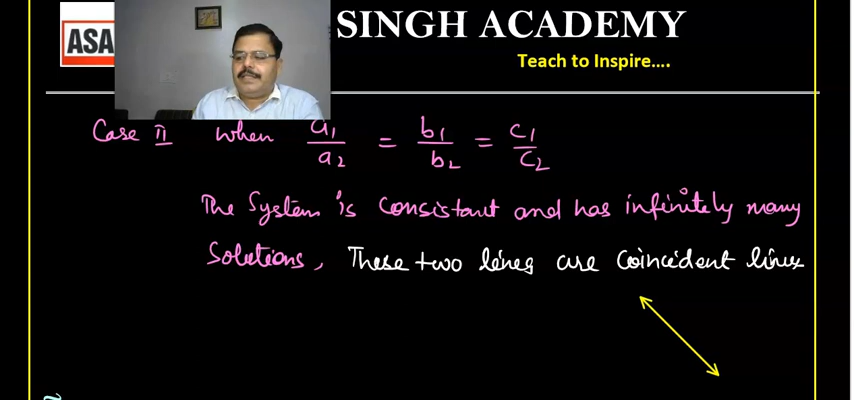 ASA
SINGH ACADEMY
Teach to Inspire....
Case II When a1/a2 = b1/b2 = c1/c2
The System is consistant and has infinitely many
Solutions, These two lines are coincident lines